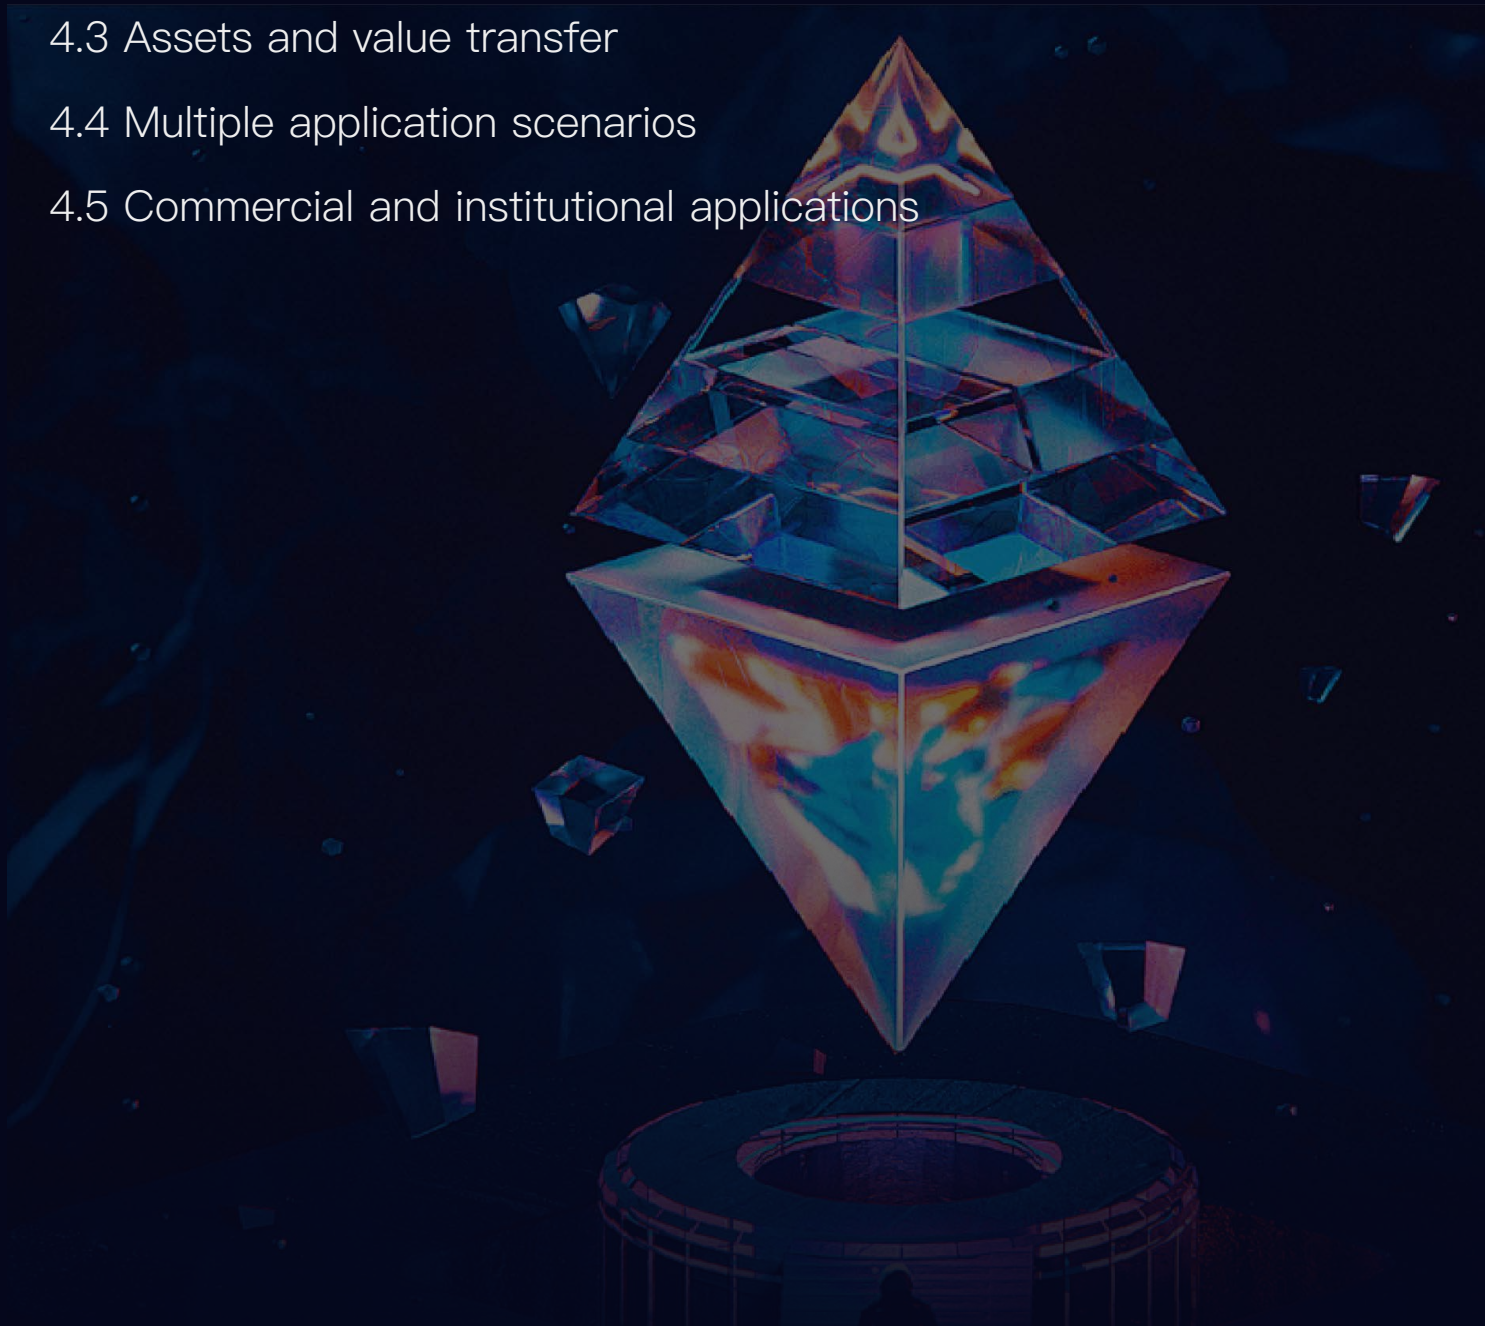 4.3 Assets and value transfer
4.4 Multiple application scenarios
4.5 Commercial and institutional applications